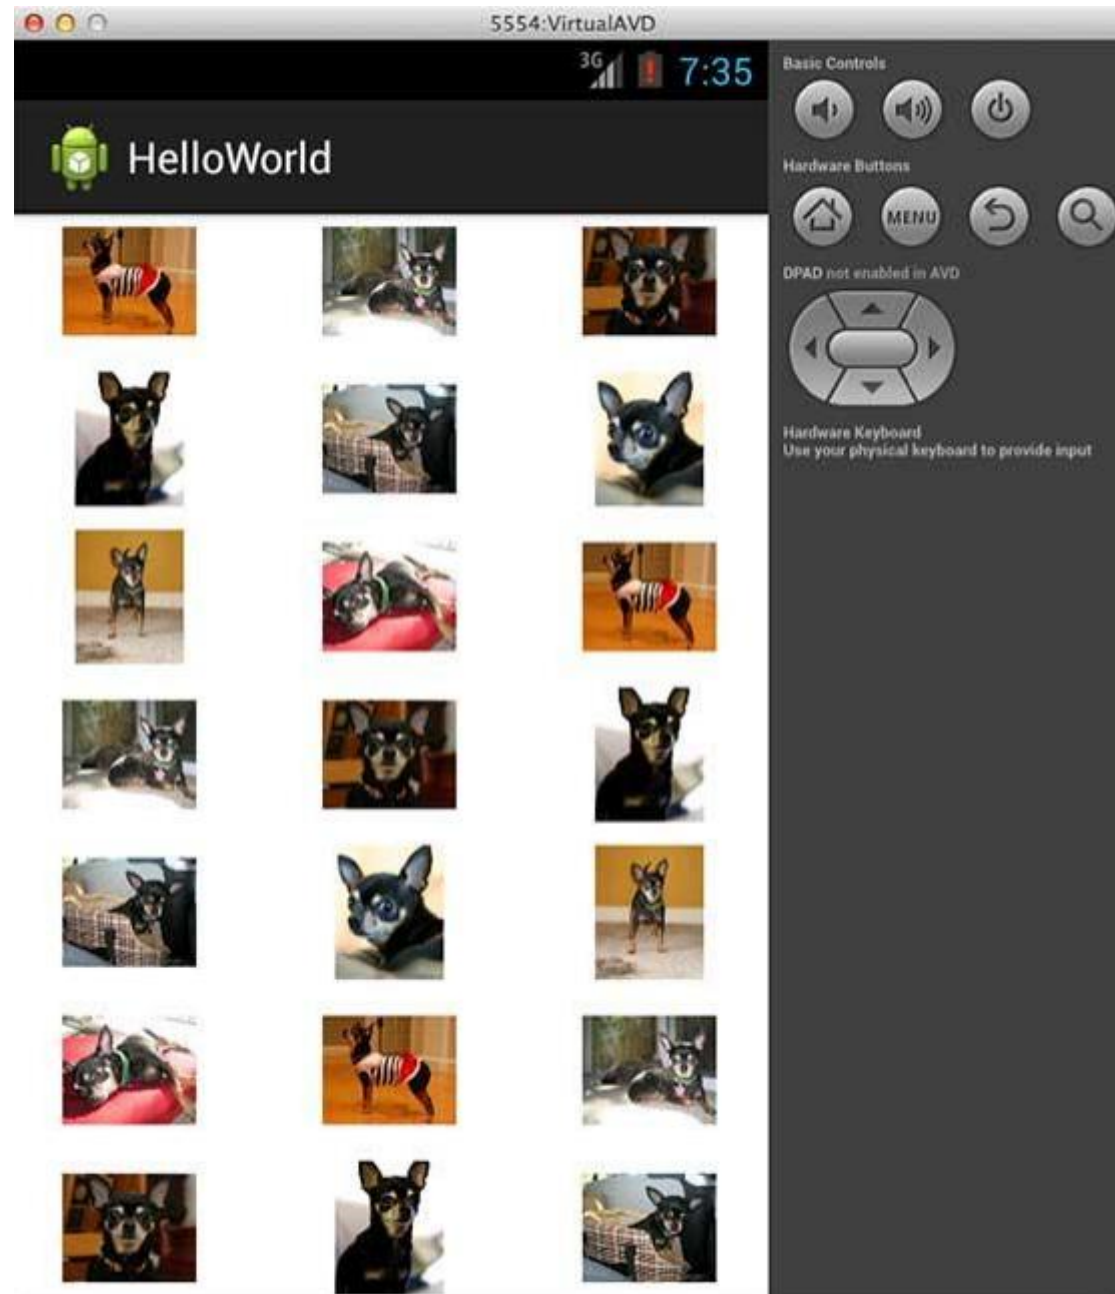 5554:VirtualAVD
3G
7:35
HelloWorld
Basic Controls
Hardware Buttons
MENU
DPAD not enabled in AVD
Hardware Keyboard
Use your physical keyboard to provide input